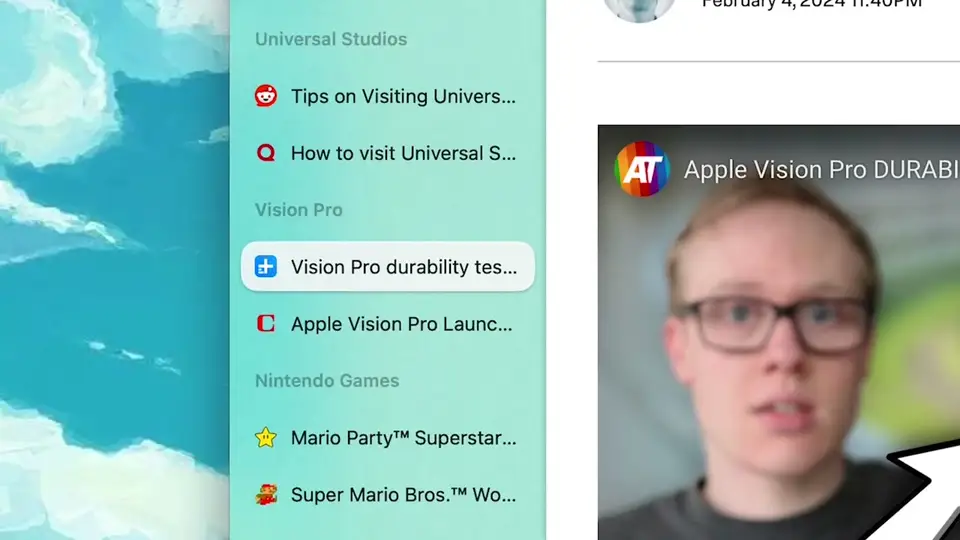 Universal Studios
Tips on Visiting Univers...
How to visit Universal S...
Vision Pro
Vision Pro durability tes...
Apple Vision Pro Launc...
Nintendo Games
Mario Party™ Superstar...
Super Mario Bros.™ Wo...
February 4, 2024 11:40PM
AT
Apple Vision Pro DURABI